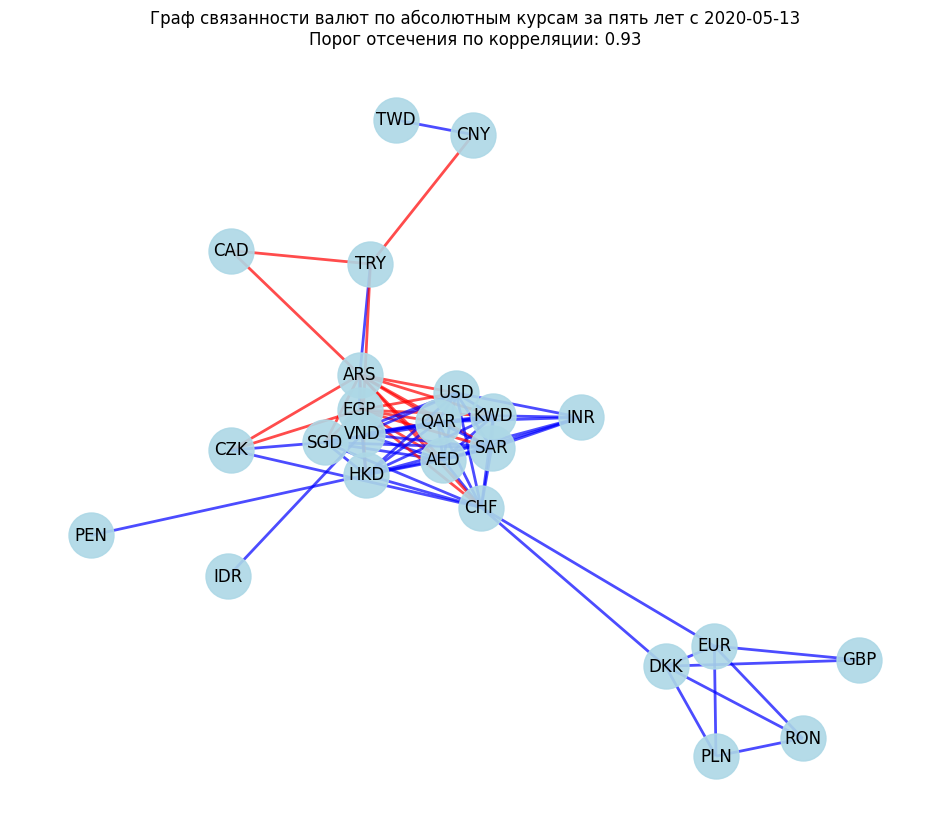 Граф связанности валют по абсолютным курсам за пять лет с 2020-05-13
Порог отсечения по корреляции: 0.93
TWD
CNY
CAD
TRY
ARS
USD
EGP
KWD
INR
QAR
VND
SGD
SAR
CZK
AED
HKD
CHF
PEN
IDR
EUR
GBP
DKK
RON
PLN